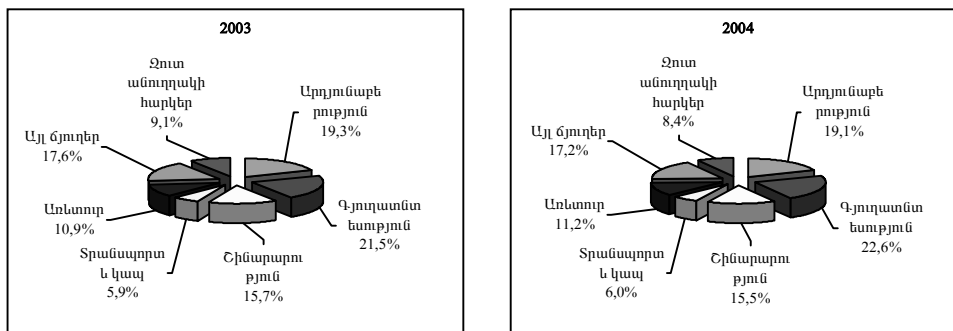 2003
Զուտ
անուղղակի
հարկեր
9,1%
Արդյունաբե
րություն
19,3%
Գյուղատնտ
եսություն
21,5%
Շինարարու
թյուն
15,7%
Տրանսպորտ
և կապ
5,9%
Առևտուր
10,9%
Այլ ճյուղեր
17,6%
2004
Զուտ
անուղղակի
հարկեր
8,4%
Արդյունաբե
րություն
19,1%
Գյուղատնտ
եսություն
22,6%
Շինարարու
թյուն
15,5%
Տրանսպորտ
և կապ
6,0%
Առևտուր
11,2%
Այլ ճյուղեր
17,2%